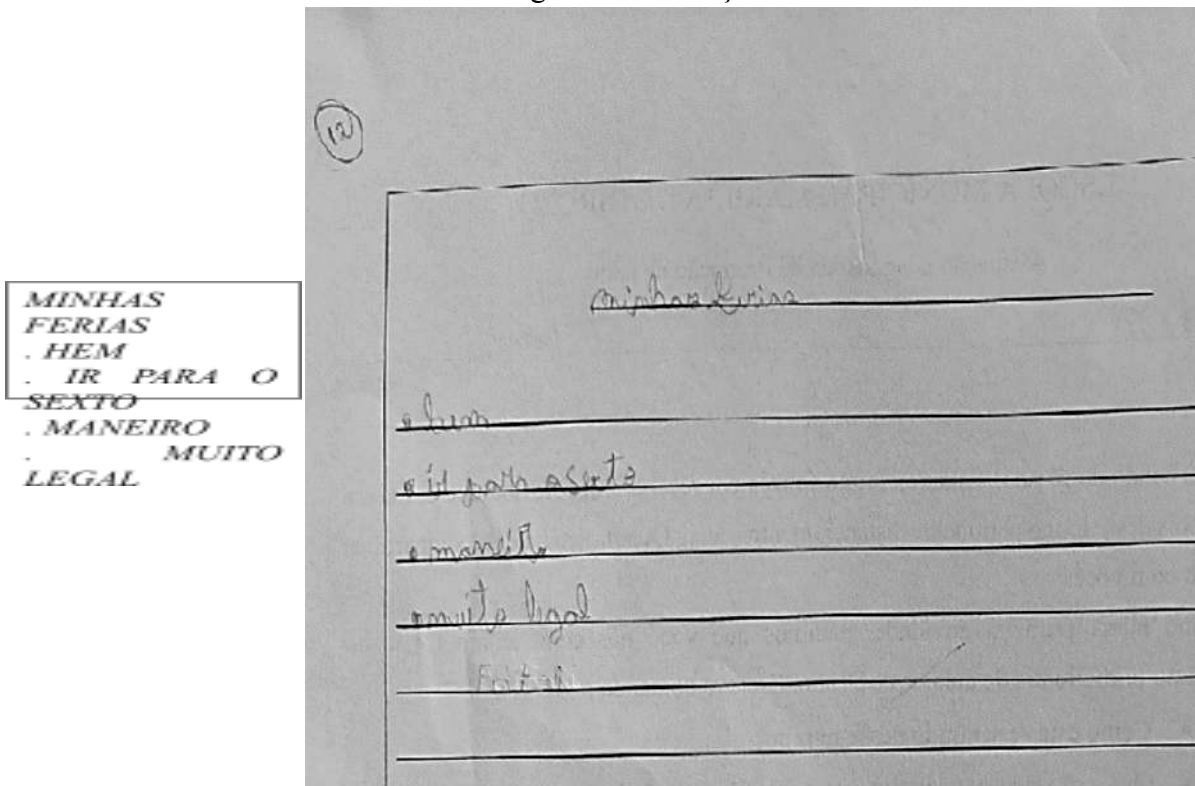 MINHAS
FERIAS
. HEM
. IR PARA O
SEXTO
. MANEIRO
. MUITO
LEGAL
12
minhas ferias
• hem
• ir para o sexto
• maneiro
• muito legal